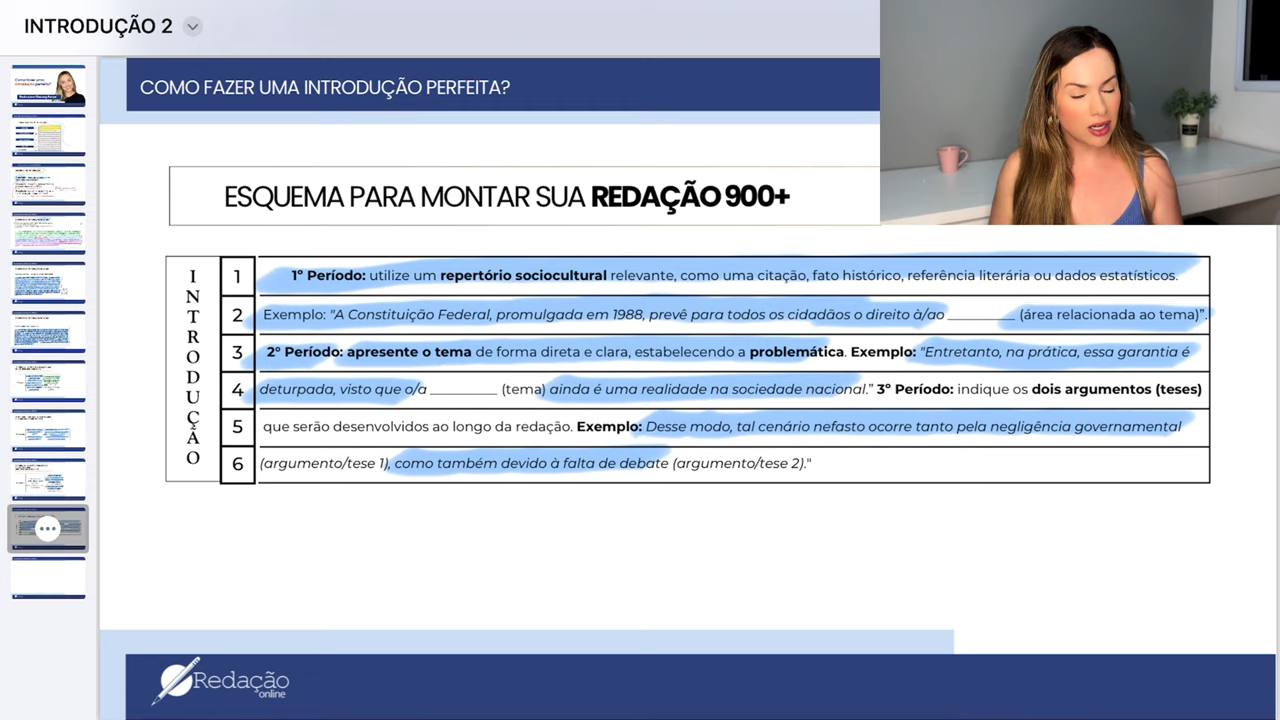 INTRODUÇÃO 2
COMO FAZER UMA INTRODUÇÃO PERFEITA?
ESQUEMA PARA MONTAR SUA REDAÇÃO 900+
INTRODUÇÃO
1 1º Período: utilize um repertório sociocultural relevante, como uma citação, fato histórico, referência literária ou dados estatísticos.
2 Exemplo: "A Constituição Federal, promulgada em 1988, prevê para todos os cidadãos o direito à/ao __________ (área relacionada ao tema)".
3 2º Período: apresente o tema de forma direta e clara, estabelecendo a problemática. Exemplo: "Entretanto, na prática, essa garantia é
4 deturpada, visto que o/a __________ (tema) ainda é uma realidade na sociedade nacional." 3º Período: indique os dois argumentos (teses)
5 que serão desenvolvidos ao longo da redação. Exemplo: Desse modo, tal cenário nefasto ocorre tanto pela negligência governamental
6 (argumento/tese 1), como também devido à falta de debate (argumento/tese 2)."
Redação
online